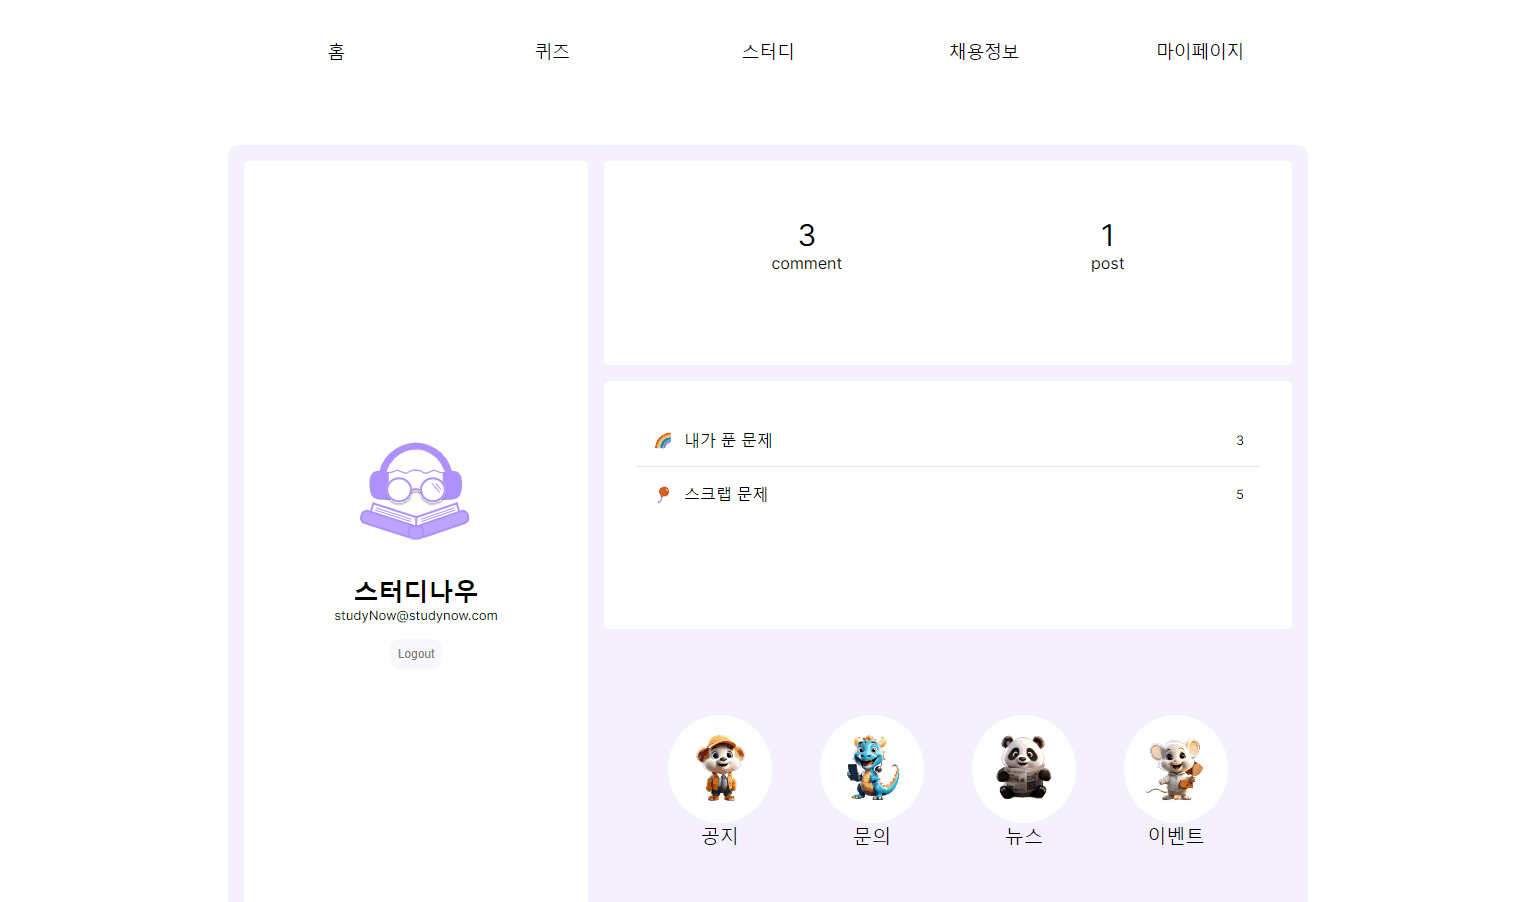 홈 퀴즈 스터디 채용정보 마이페이지
3
comment
1
post
내가 푼 문제 3
스크랩 문제 5
스터디나우
studyNow@studynow.com
Logout
공지 문의 뉴스 이벤트